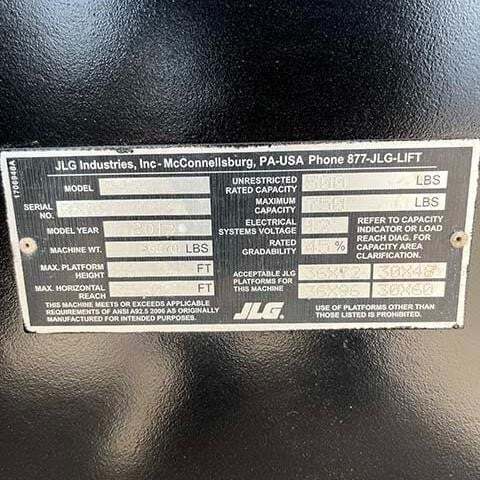 JLG Industries, Inc - McConnellsburg, PA-USA Phone 877-JLG-LIFT
1706948A
MODEL
SERIAL NO.
MODEL YEAR
MACHINE WT. LBS
MAX. PLATFORM HEIGHT FT
MAX. HORIZONTAL REACH FT
THIS MACHINE MEETS OR EXCEEDS APPLICABLE
REQUIREMENTS OF ANSI A92.5 2006 AS ORIGINALLY
MANUFACTURED FOR INTENDED PURPOSES.
UNRESTRICTED
RATED CAPACITY LBS
MAXIMUM
CAPACITY LBS
ELECTRICAL
SYSTEMS VOLTAGE
RATED
GRADABILITY 45 %
REFER TO CAPACITY
INDICATOR OR LOAD
REACH DIAG. FOR
CAPACITY AREA
CLARIFICATION.
ACCEPTABLE JLG
PLATFORMS FOR
THIS MACHINE
36X72 30X48
36X96 30X60
JLG®
USE OF PLATFORMS OTHER THAN
THOSE LISTED IS PROHIBITED.